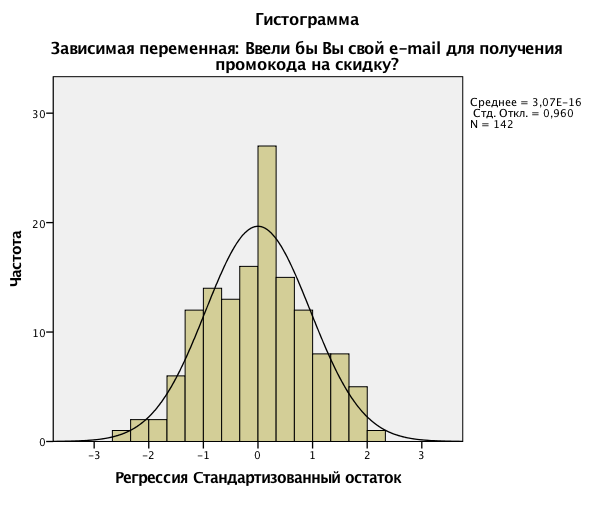 Гистограмма
Зависимая переменная: Ввели бы Вы свой e-mail для получения
промокода на скидку?
Среднее = 3,07E-16
Стд. Откл. = 0,960
N = 142
30
20
10
0
Частота
-3 -2 -1 0 1 2 3
Регрессия Стандартизованный остаток